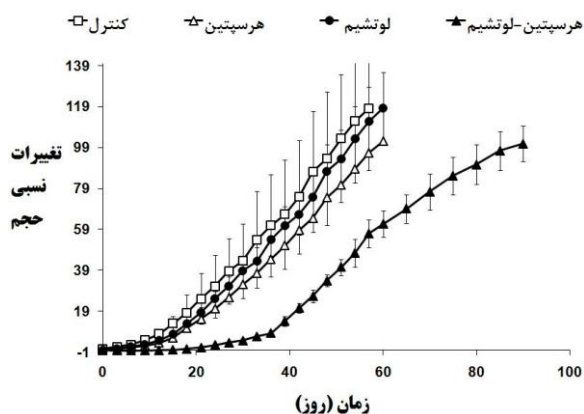 کنترل هرسپتین لوتشیم هرسپتین-لوتشیم
139
119
99
79
39
19
-1
تغییرات
نسبی
حجم
0 20 40 60 80 100
زمان (روز)